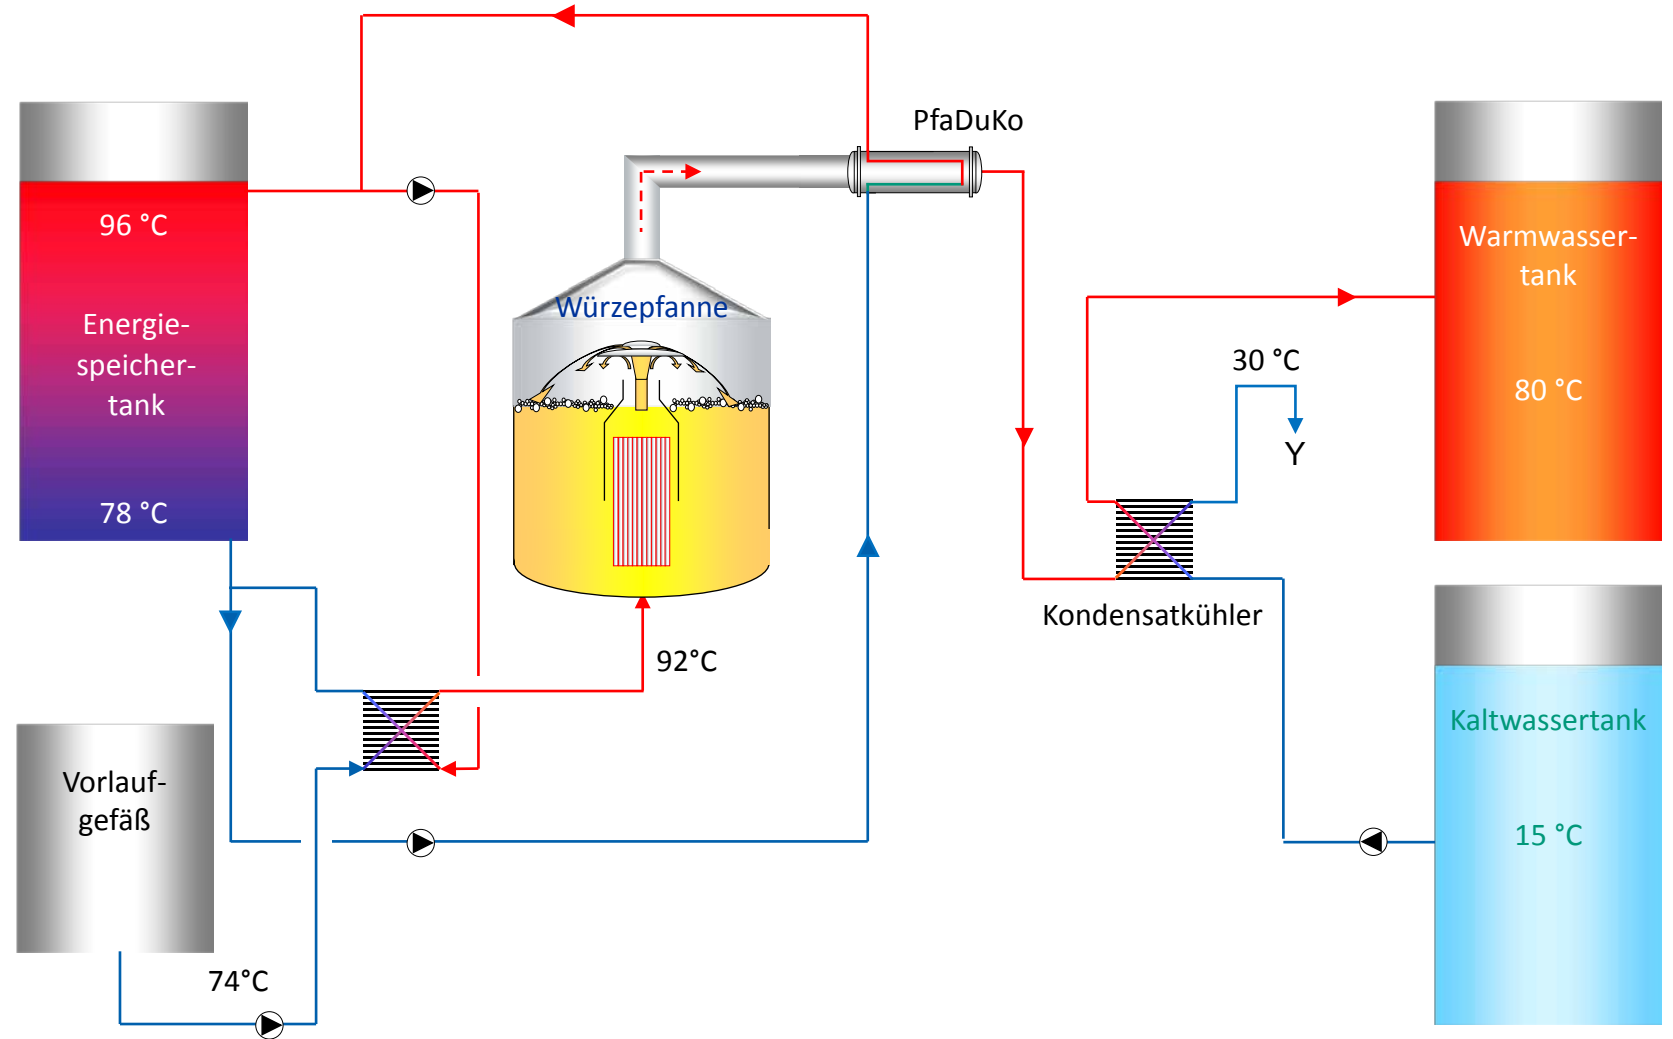 PfaDuKo
96 °C
Energie-
speicher-
tank
78 °C
Würzepfanne
Warmwasser-
tank
80 °C
30 °C
Y
Kondensatkühler
92°C
Kaltwassertank
15 °C
Vorlauf-
gefäß
74°C